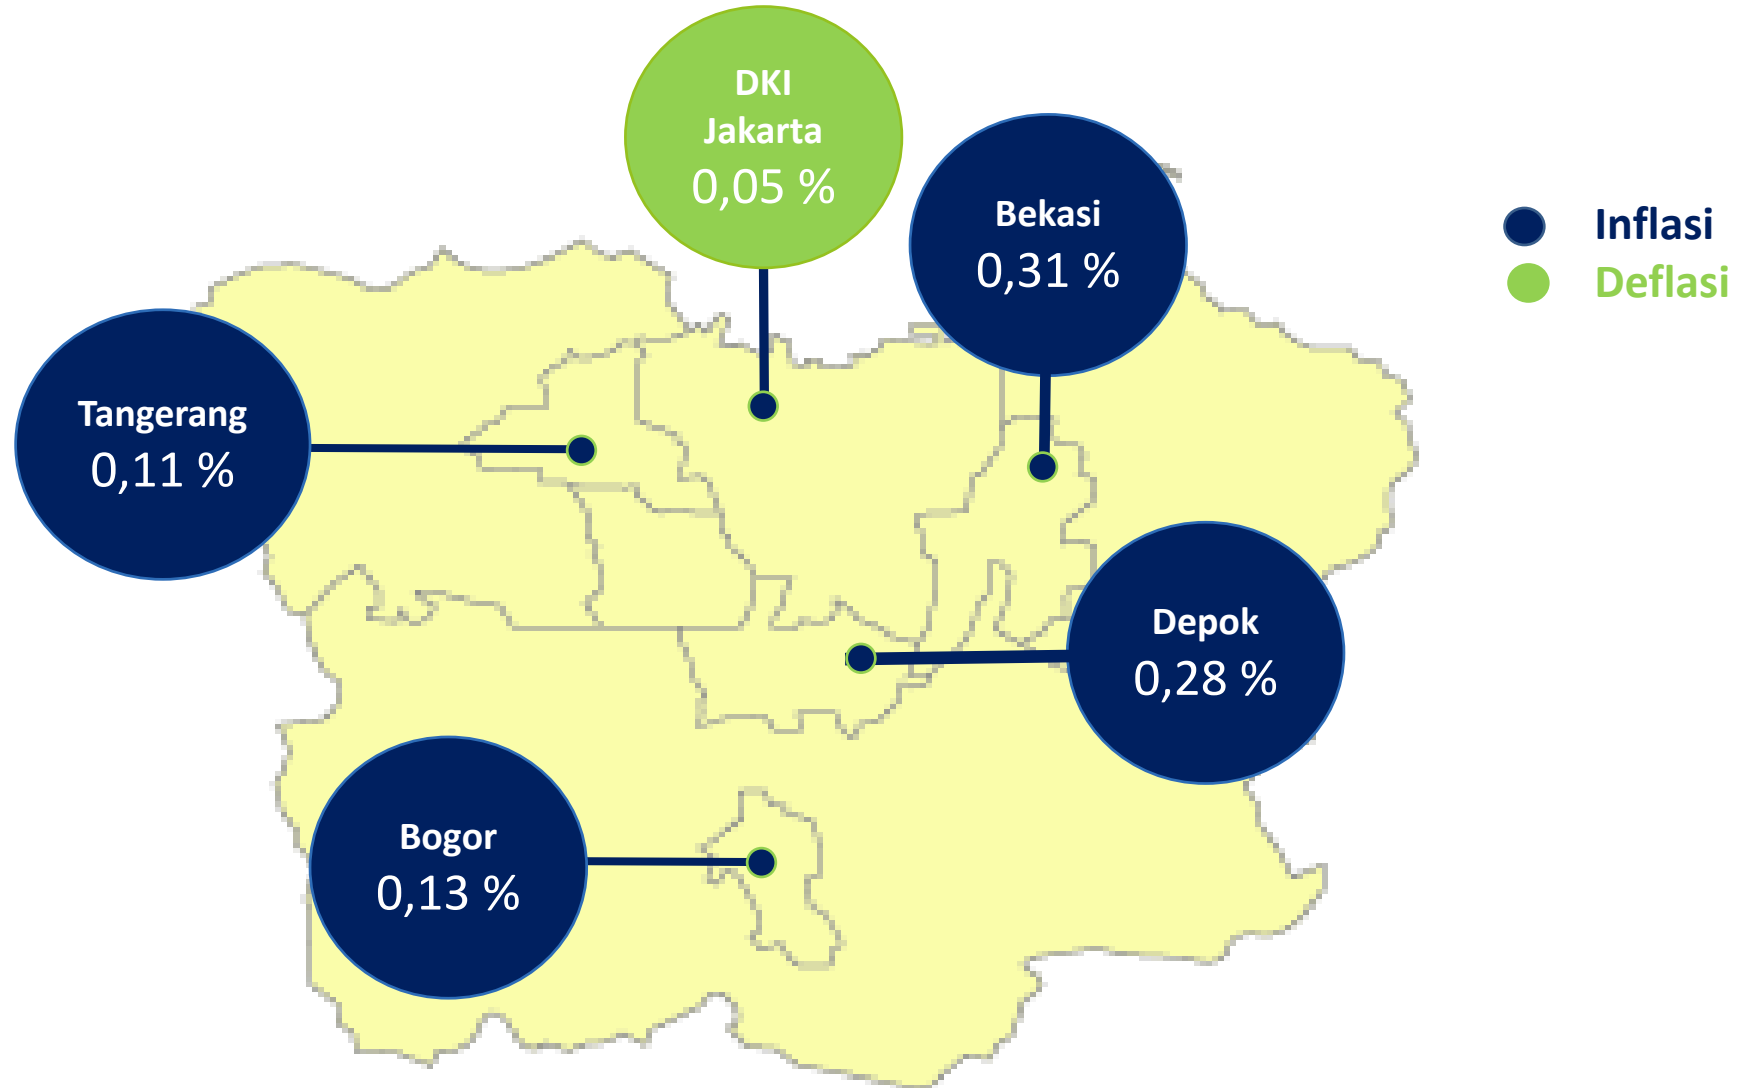 DKI
Jakarta
0,05 %
Bekasi
0,31 %
Inflasi
Deflasi
Tangerang
0,11 %
Depok
0,28 %
Bogor
0,13 %